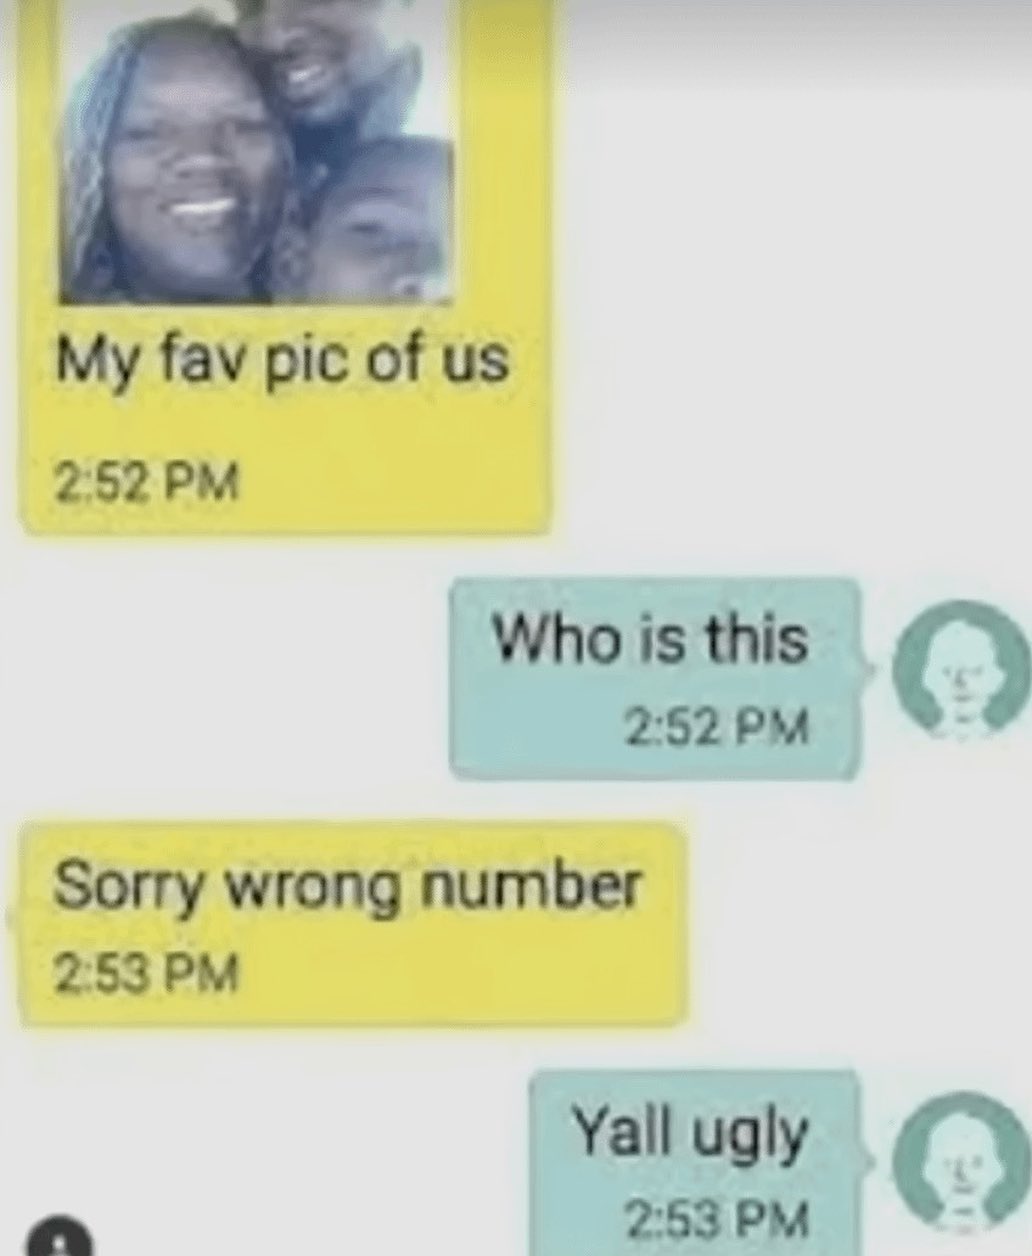 My fav pic of us
2:52 PM
Who is this
2:52 PM
Sorry wrong number
2:53 PM
Yall ugly
2:53 PM